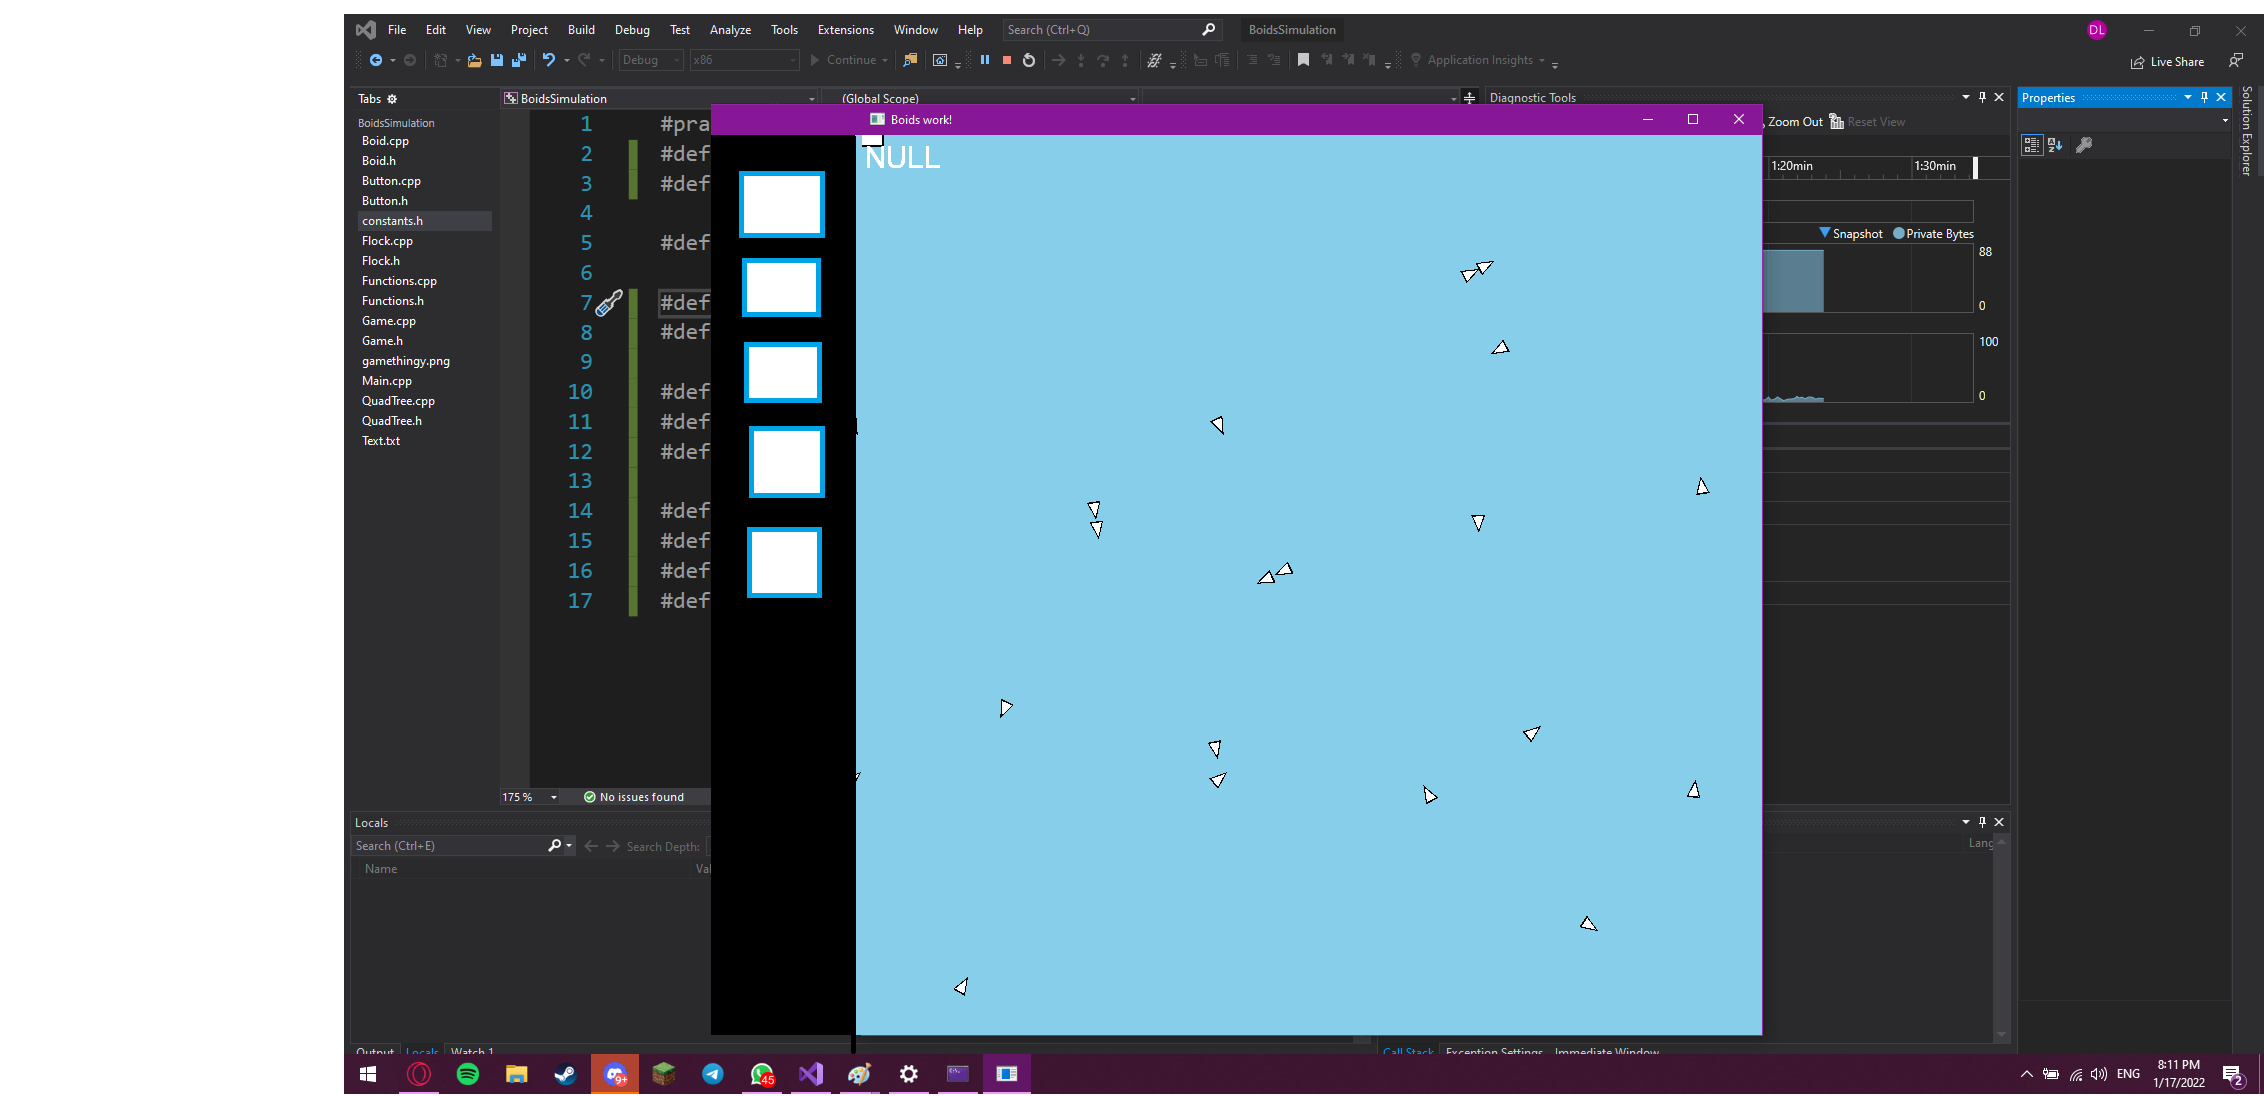 File Edit View Project Build Debug Test Analyze Tools Extensions Window Help Search (Ctrl+Q) BoidsSimulation DL
Debug x86 Continue Application Insights Live Share
Tabs
BoidsSimulation
Boid.cpp
Boid.h
Button.cpp
Button.h
constants.h
Flock.cpp
Flock.h
Functions.cpp
Functions.h
Game.cpp
Game.h
gamethingy.png
Main.cpp
QuadTree.cpp
QuadTree.h
Text.txt
BoidsSimulation (Global Scope)
1 #pra
2 #def
3 #def
4
5 #def
6
7 #def
8 #def
9
10 #def
11 #def
12 #def
13
14 #def
15 #def
16 #def
17 #def
175 % No issues found
Boids work!
NULL
Diagnostic Tools
Zoom Out Reset View
1:20min 1:30min
Snapshot Private Bytes
88
0
100
0
Properties
Solution Explorer
Locals
Search (Ctrl+E) Search Depth:
Name Val
Lang
Output Locals Watch 1
Call Stack Exception Settings Immediate Window
9+
45
ENG
8:11 PM
1/17/2022
2